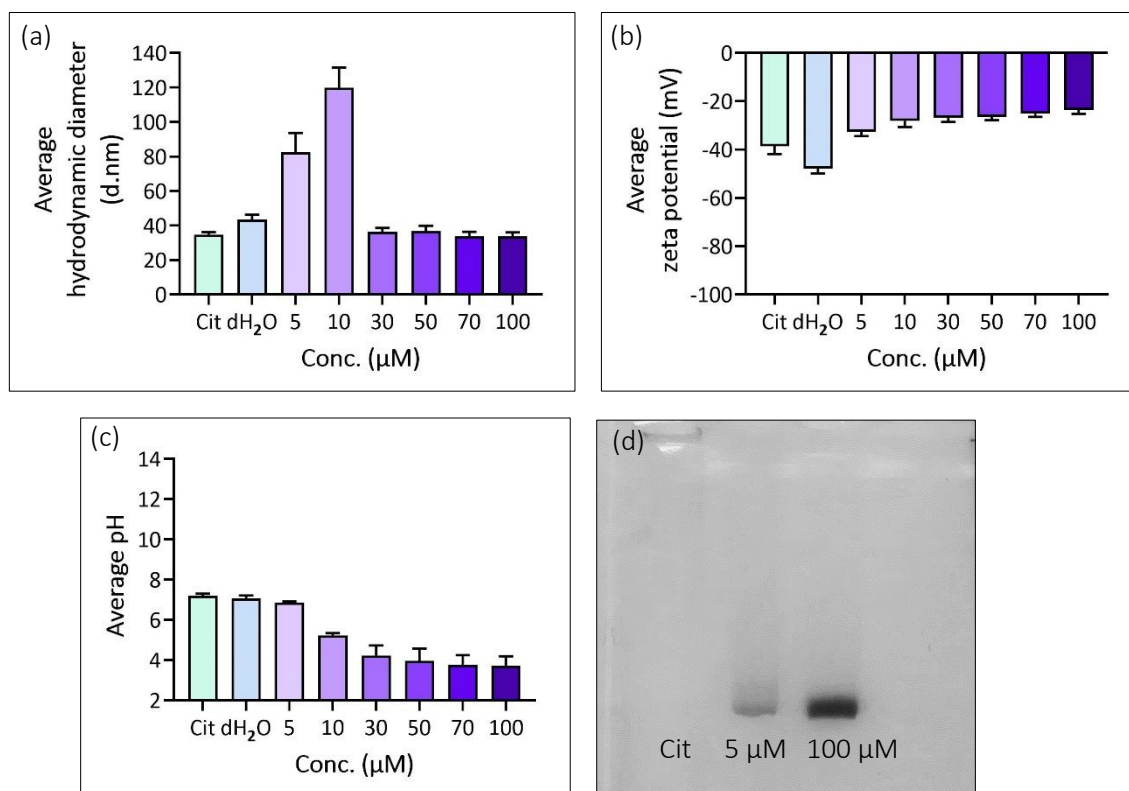 (a)
Average
hydrodynamic diameter
(d.nm)
140
120
100
80
60
40
20
0
Cit dH₂O 5 10 30 50 70 100
Conc. (µM)
(b)
Average
zeta potential (mV)
0
-20
-40
-60
-80
-100
Cit dH₂O 5 10 30 50 70 100
Conc. (µM)
(c)
Average pH
14
12
10
8
6
4
2
Cit dH₂O 5 10 30 50 70 100
Conc. (µM)
(d)
Cit 5 µM 100 µM